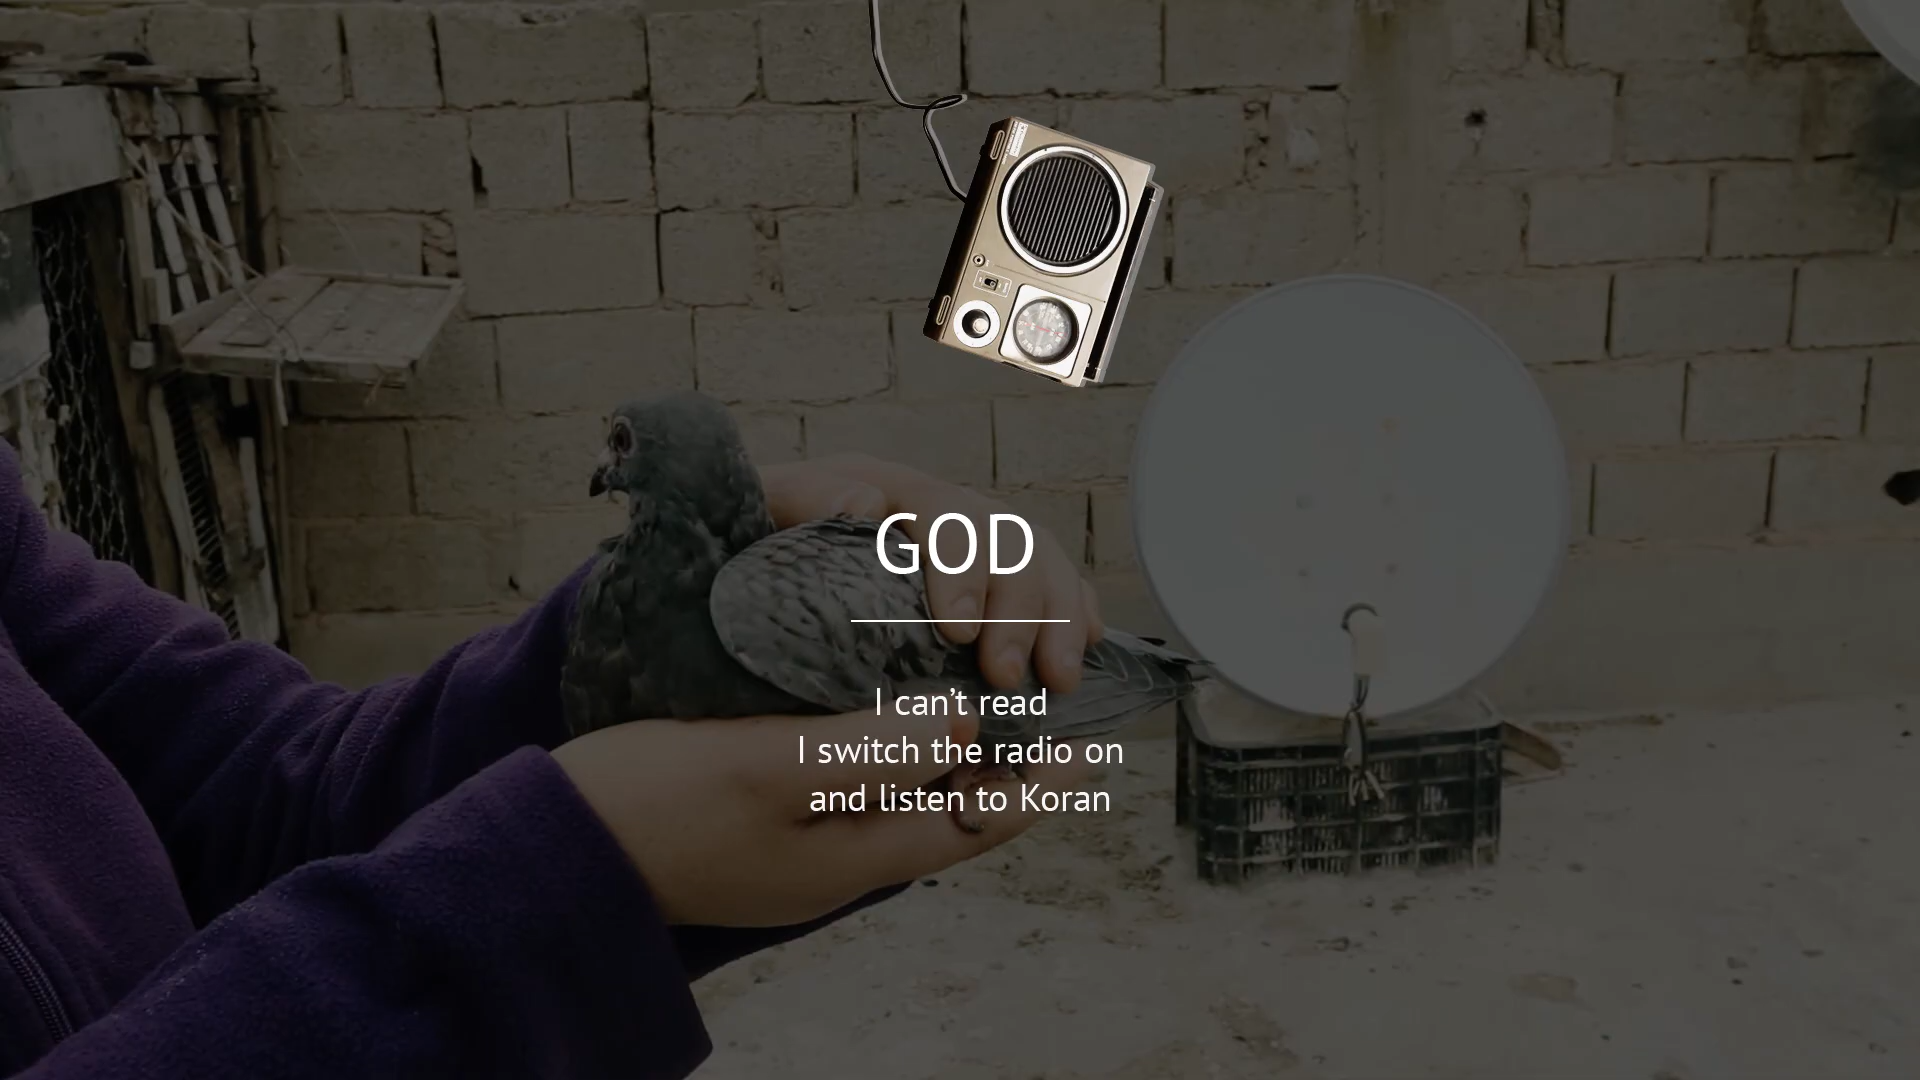 GOD
I can’t read
I switch the radio on
and listen to Koran